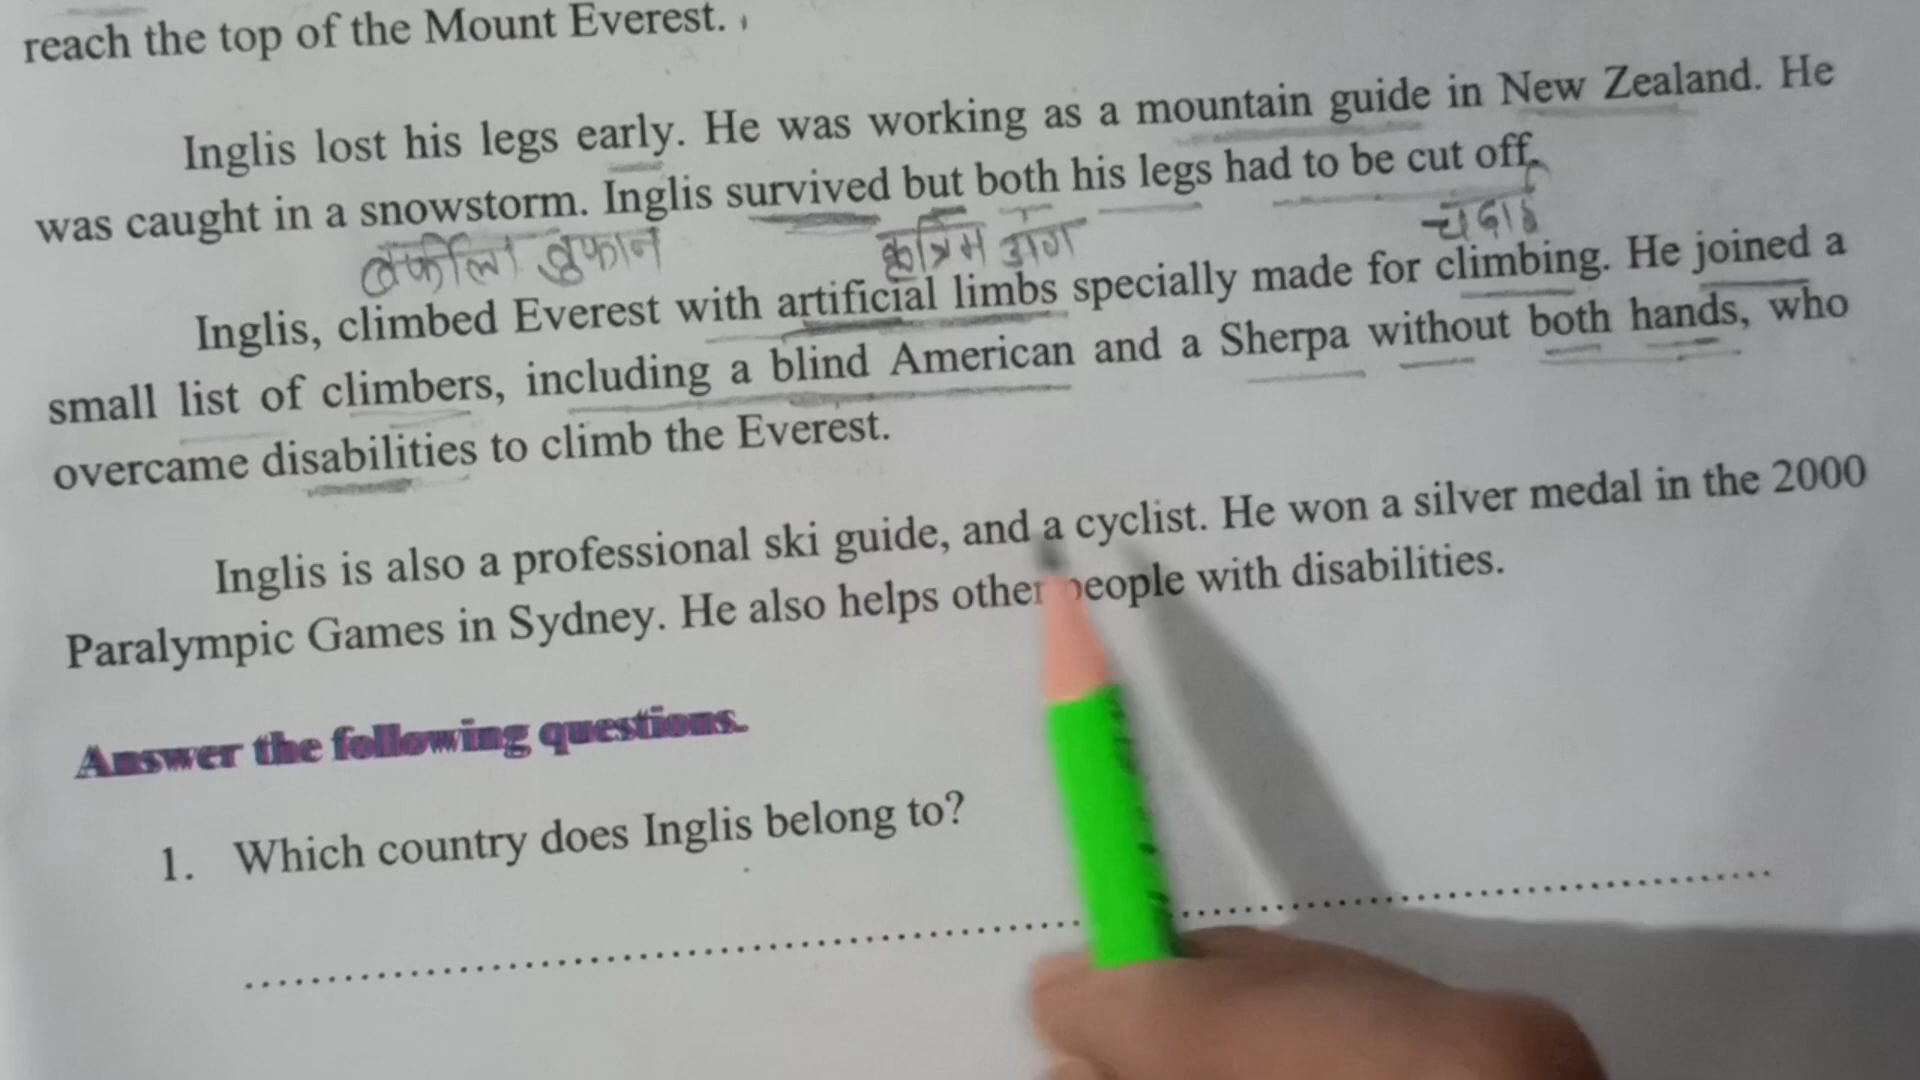 reach the top of the Mount Everest.
Inglis lost his legs early. He was working as a mountain guide in New Zealand. He
was caught in a snowstorm. Inglis survived but both his legs had to be cut off.
बर्फीला तुफान कृत्रिम अंग चढाई
Inglis, climbed Everest with artificial limbs specially made for climbing. He joined a
small list of climbers, including a blind American and a Sherpa without both hands, who
overcame disabilities to climb the Everest.
Inglis is also a professional ski guide, and a cyclist. He won a silver medal in the 2000
Paralympic Games in Sydney. He also helps other people with disabilities.
Answer the following questions.
1. Which country does Inglis belong to?